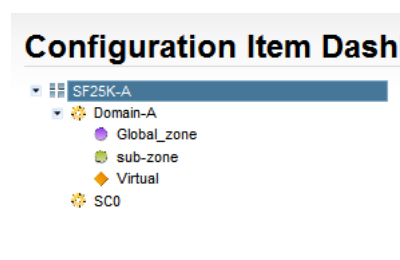 Configuration Item Dash
SF25K-A
Domain-A
Global_zone
sub-zone
Virtual
SC0